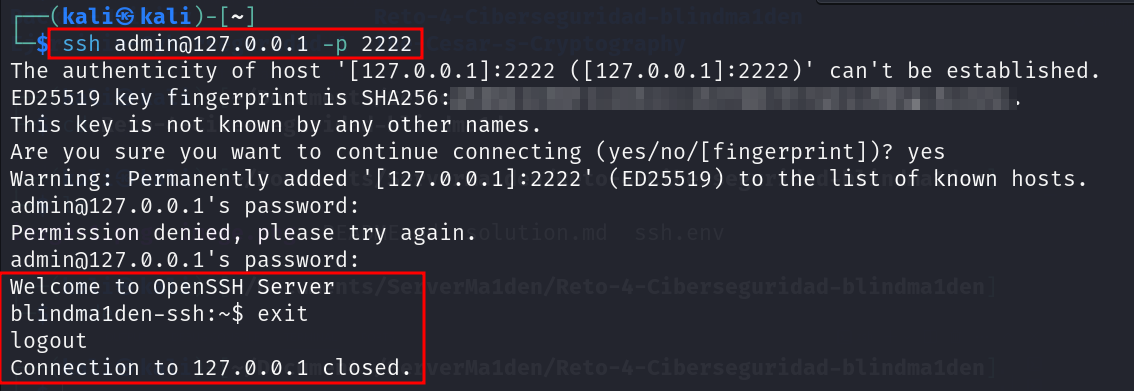 ┌──(kali㉿kali)-[~]
└─$ ssh admin@127.0.0.1 -p 2222
The authenticity of host '[127.0.0.1]:2222 ([127.0.0.1]:2222)' can't be established.
ED25519 key fingerprint is SHA256: .
This key is not known by any other names.
Are you sure you want to continue connecting (yes/no/[fingerprint])? yes
Warning: Permanently added '[127.0.0.1]:2222' (ED25519) to the list of known hosts.
admin@127.0.0.1's password:
Permission denied, please try again.
admin@127.0.0.1's password:
Welcome to OpenSSH Server
blindma1den-ssh:~$ exit
logout
Connection to 127.0.0.1 closed.